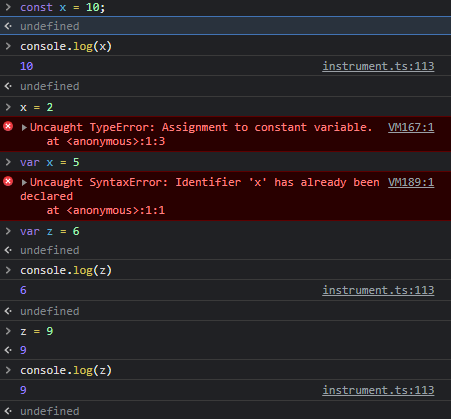 const x = 10;
undefined
console.log(x)
10 instrument.ts:113
undefined
x = 2
Uncaught TypeError: Assignment to constant variable. VM167:1
at <anonymous>:1:3
var x = 5
Uncaught SyntaxError: Identifier 'x' has already been VM189:1
declared
at <anonymous>:1:1
var z = 6
undefined
console.log(z)
6 instrument.ts:113
undefined
z = 9
9
console.log(z)
9 instrument.ts:113
undefined